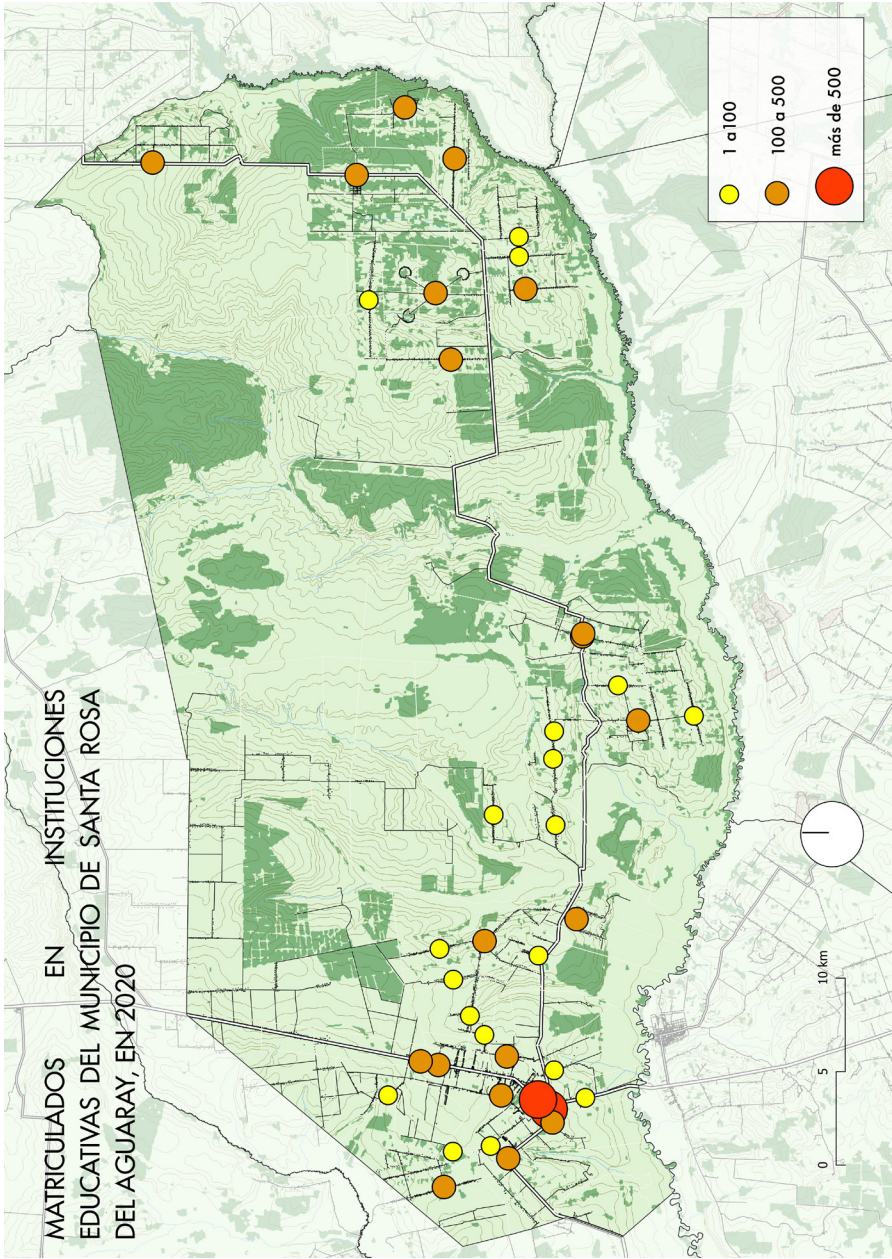 MATRICULADOS EN INSTITUCIONES
EDUCATIVAS DEL MUNICIPIO DE SANTA ROSA
DEL AGUARAY, EN 2020
1 a100
100 a 500
más de 500
0 5 10 km